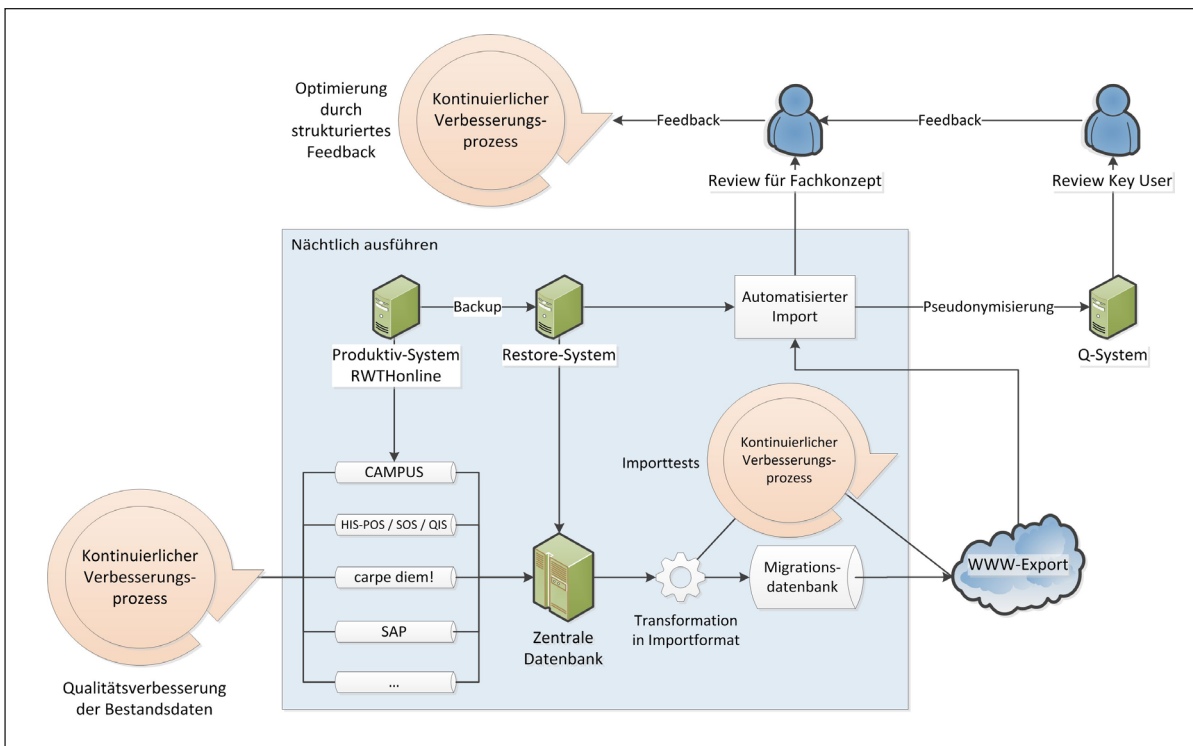 Optimierung
durch
strukturiertes
Feedback
Kontinuierlicher
Verbesserungs-
prozess
Feedback
Feedback
Review für Fachkonzept
Review Key User
Nächtlich ausführen
Backup
Automatisierter
Import
Pseudonymisierung
Produktiv-System
RWTHonline
Restore-System
Q-System
Importtests
Kontinuierlicher
Verbesserungs-
prozess
CAMPUS
HIS-POS / SOS / QIS
carpe diem!
SAP
...
Kontinuierlicher
Verbesserungs-
prozess
Qualitätsverbesserung
der Bestandsdaten
Zentrale
Datenbank
Transformation
in Importformat
Migrations-
datenbank
WWW-Export